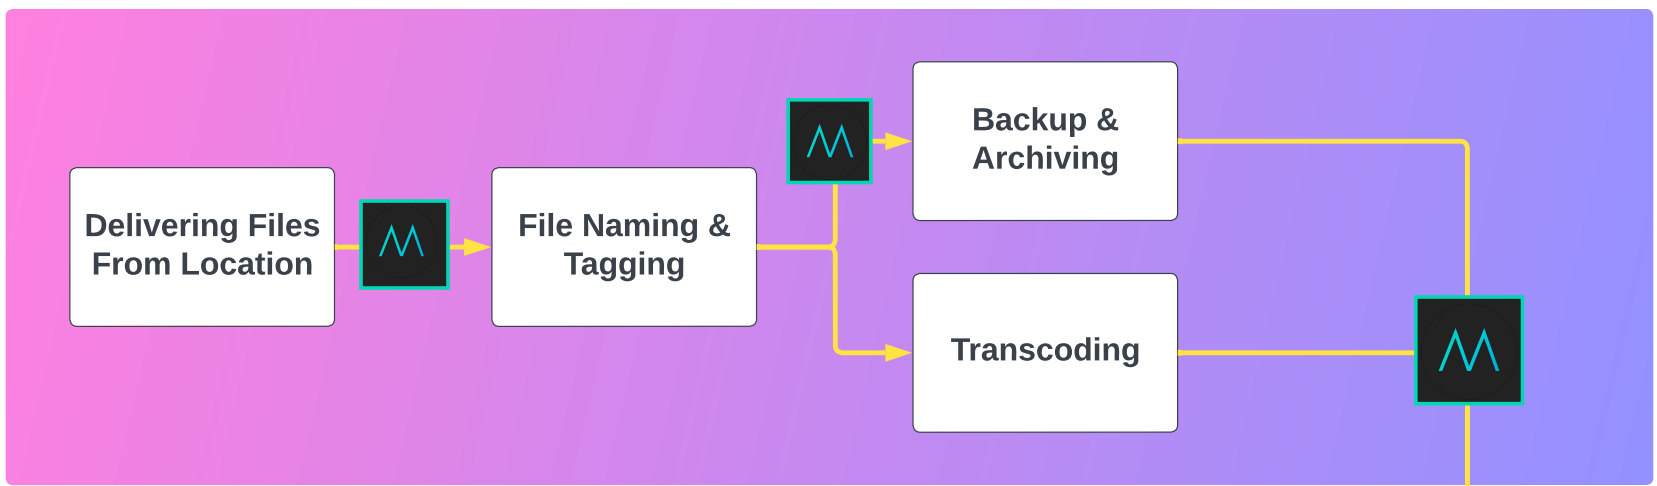 Delivering Files
From Location
File Naming &
Tagging
Backup &
Archiving
Transcoding